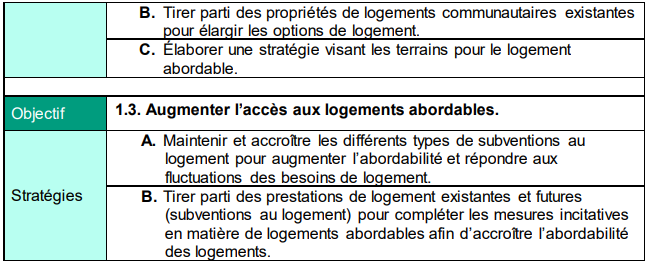 B. Tirer parti des propriétés de logements communautaires existantes
pour élargir les options de logement.
C. Élaborer une stratégie visant les terrains pour le logement
abordable.
Objectif
1.3. Augmenter l’accès aux logements abordables.
Stratégies
A. Maintenir et accroître les différents types de subventions au
logement pour augmenter l’abordabilité et répondre aux
fluctuations des besoins de logement.
B. Tirer parti des prestations de logement existantes et futures
(subventions au logement) pour compléter les mesures incitatives
en matière de logements abordables afin d’accroître l’abordabilité
des logements.